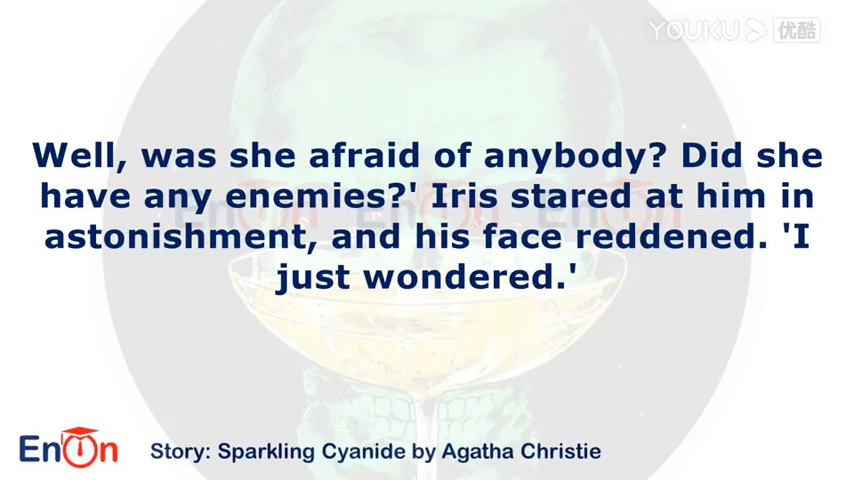 YOUKU 优酷
Well, was she afraid of anybody? Did she
have any enemies?' Iris stared at him in
astonishment, and his face reddened. 'I
just wondered.'
EnOn
Story: Sparkling Cyanide by Agatha Christie